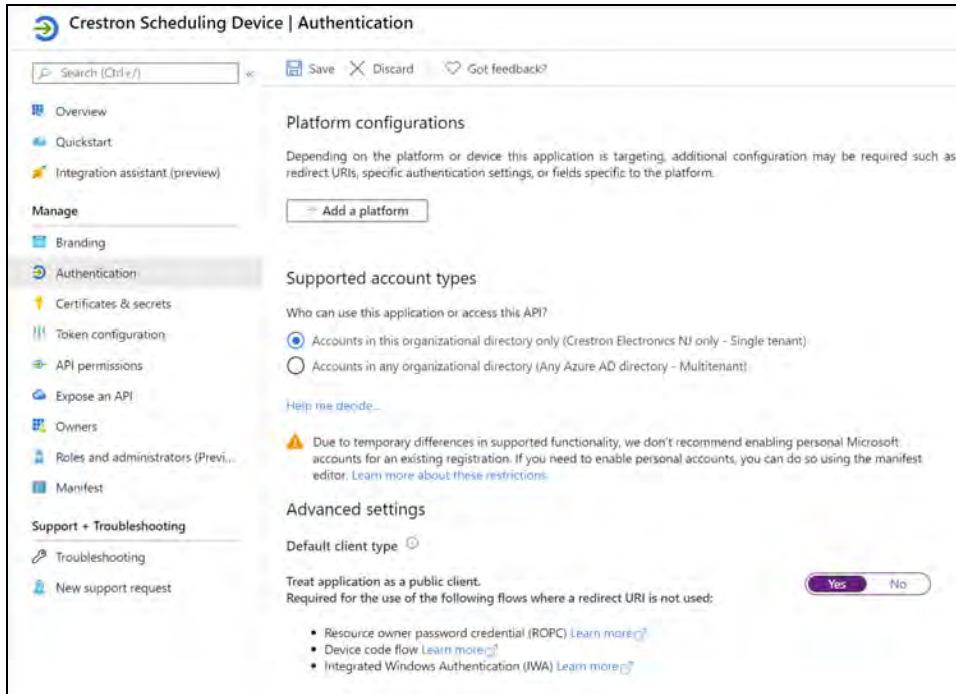 Crestron Scheduling Device | Authentication
Search (Ctrl+/)
«
Save
Discard
Got feedback?
Overview
Quickstart
Integration assistant (preview)
Manage
Branding
Authentication
Certificates & secrets
Token configuration
API permissions
Expose an API
Owners
Roles and administrators (Previ...
Manifest
Support + Troubleshooting
Troubleshooting
New support request
Platform configurations
Depending on the platform or device this application is targeting, additional configuration may be required such as
redirect URIs, specific authentication settings, or fields specific to the platform.
+ Add a platform
Supported account types
Who can use this application or access this API?
Accounts in this organizational directory only (Crestron Electronics NJ only - Single tenant)
Accounts in any organizational directory (Any Azure AD directory - Multitenant)
Help me decide...
Due to temporary differences in supported functionality, we don't recommend enabling personal Microsoft
accounts for an existing registration. If you need to enable personal accounts, you can do so using the manifest
editor. Learn more about these restrictions.
Advanced settings
Default client type
Treat application as a public client.
Required for the use of the following flows where a redirect URI is not used:
Yes
No
• Resource owner password credential (ROPC) Learn more
• Device code flow Learn more
• Integrated Windows Authentication (IWA) Learn more